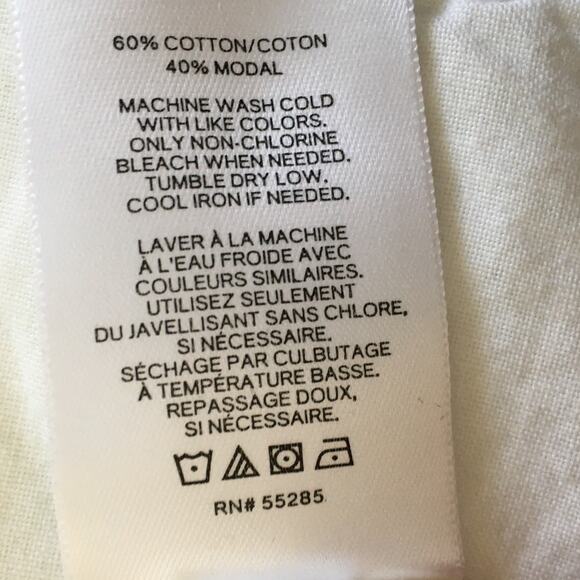 60% COTTON/COTON
40% MODAL
MACHINE WASH COLD
WITH LIKE COLORS.
ONLY NON-CHLORINE
BLEACH WHEN NEEDED.
TUMBLE DRY LOW.
COOL IRON IF NEEDED.
LAVER À LA MACHINE
À L'EAU FROIDE AVEC
COULEURS SIMILAIRES.
UTILISEZ SEULEMENT
DU JAVELLISANT SANS CHLORE,
SI NÉCESSAIRE.
SÉCHAGE PAR CULBUTAGE
À TEMPÉRATURE BASSE.
REPASSAGE DOUX,
SI NÉCESSAIRE.
RN# 55285